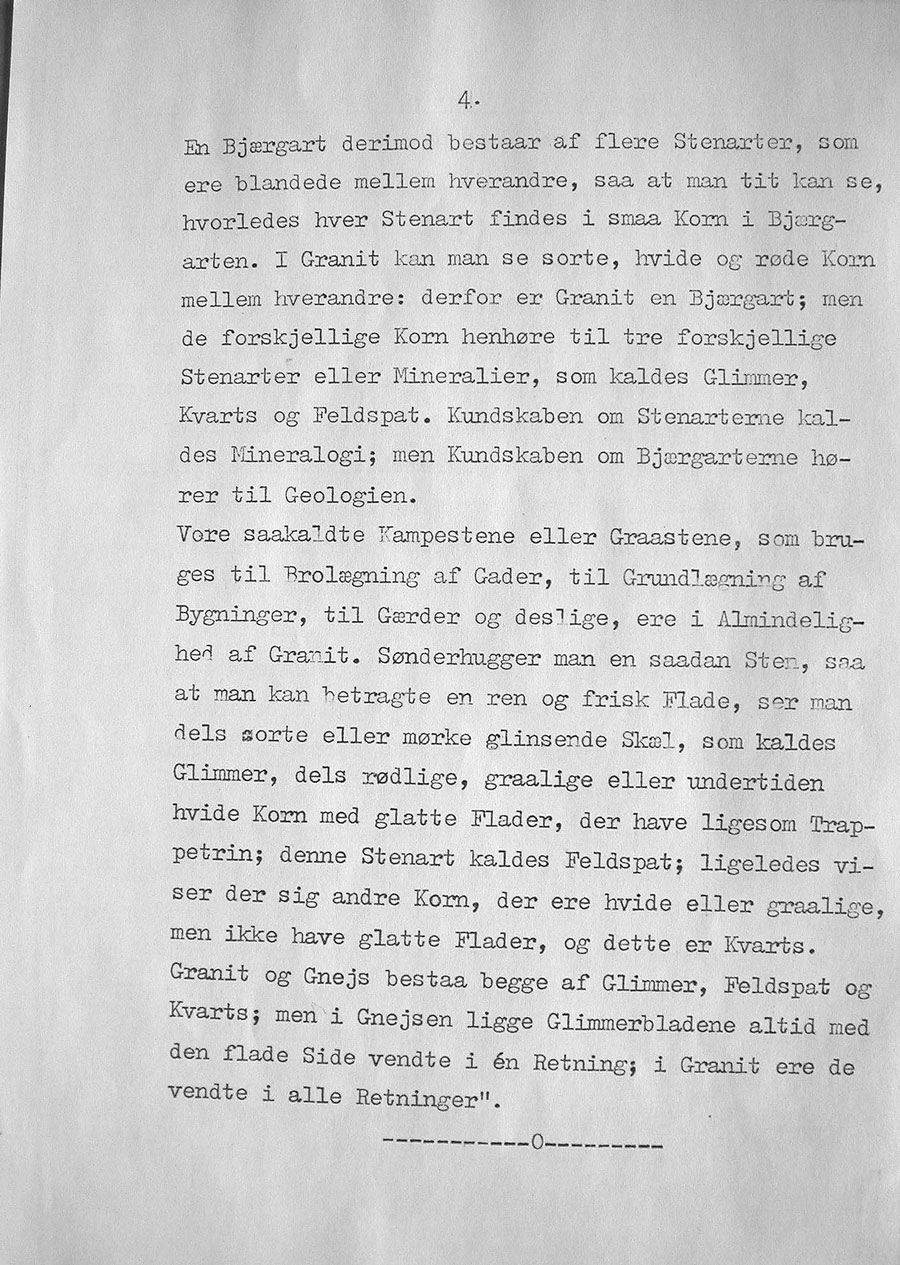 4.
En Bjærgart derimod bestaar af flere Stenarter, som
ere blandede mellem hverandre, saa at man tit kan se,
hvorledes hver Stenart findes i smaa Korn i Bjærg-
arten. I Granit kan man se sorte, hvide og røde Korn
mellem hverandre: derfor er Granit en Bjærgart; men
de forskjellige Korn henhøre til tre forskjellige
Stenarter eller Mineralier, som kaldes Glimmer,
Kvarts og Feldspat. Kundskaben om Stenarterne kal-
des Mineralogi; men Kundskaben om Bjærgarterne hø-
rer til Geologien.
Vore saakaldte Kampestene eller Graastene, som bru-
ges til Brolægning af Gader, til Grundlægning af
Bygninger, til Gærder og deslige, ere i Almindelig-
hed af Granit. Sønderhugger man en saadan Sten, saa
at man kan betragte en ren og frisk Flade, ser man
dels sorte eller mørke glinsende Skæl, som kaldes
Glimmer, dels rødlige, graalige eller undertiden
hvide Korn med glatte Flader, der have ligesom Trap-
petrin; denne Stenart kaldes Feldspat; ligeledes vi-
ser der sig andre Korn, der ere hvide eller graalige,
men ikke have glatte Flader, og dette er Kvarts.
Granit og Gnejs bestaa begge af Glimmer, Feldspat og
Kvarts; men i Gnejsen ligge Glimmerbladene altid med
den flade Side vendte i én Retning; i Granit ere de
vendte i alle Retninger".
-----------O---------